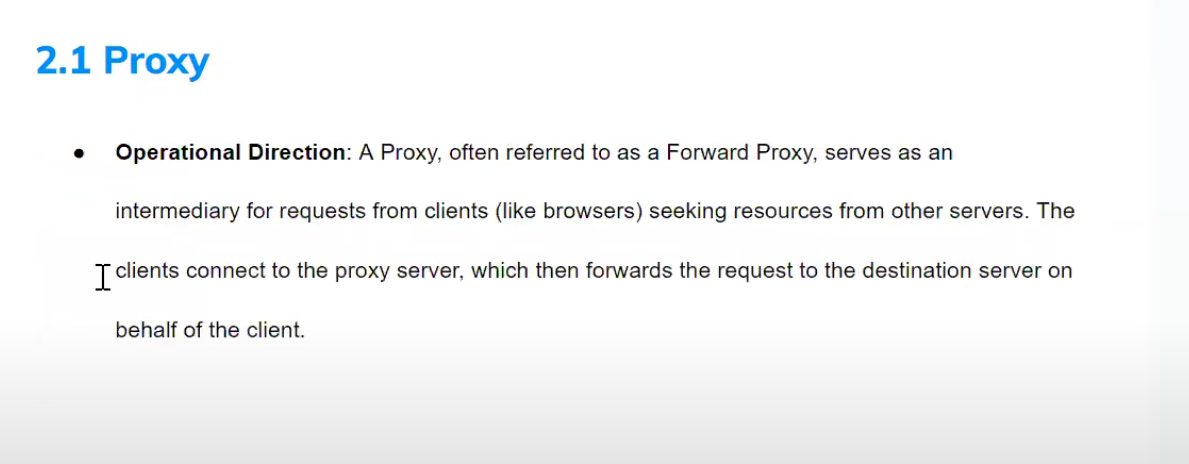 2.1 Proxy
● Operational Direction: A Proxy, often referred to as a Forward Proxy, serves as an
intermediary for requests from clients (like browsers) seeking resources from other servers. The
clients connect to the proxy server, which then forwards the request to the destination server on
behalf of the client.